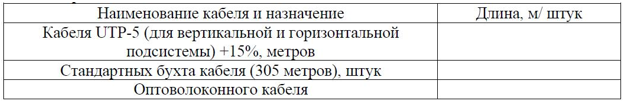 Наименование кабеля и назначение Длина, м/ штук
Кабеля UTP-5 (для вертикальной и горизонтальной
подсистемы) +15%, метров
Стандартных бухта кабеля (305 метров), штук
Оптоволоконного кабеля